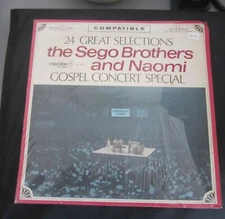 COMPATIBLE
24 GREAT SELECTIONS
the Sego Brothers
and Naomi
GOSPEL CONCERT SPECIAL